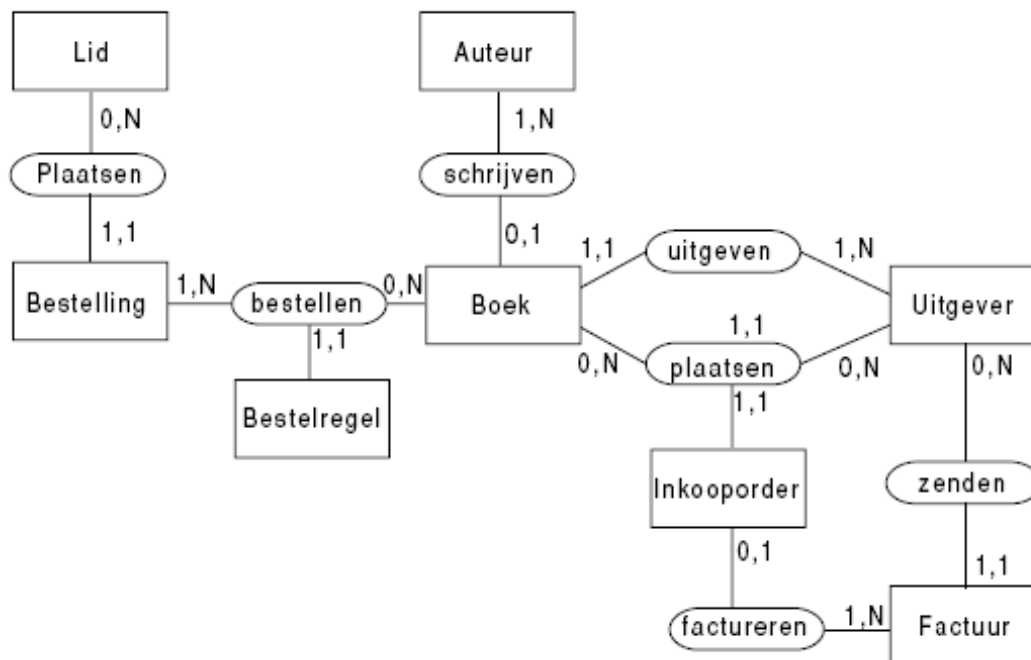 Lid
Auteur
0,N
1,N
Plaatsen
schrijven
1,1
0,1
1,1
uitgeven
1,N
Bestelling
1,N
bestellen
0,N
Boek
Uitgever
1,1
1,1
0,N
plaatsen
0,N
0,N
Bestelregel
1,1
Inkooporder
zenden
0,1
1,1
factureren
1,N
Factuur